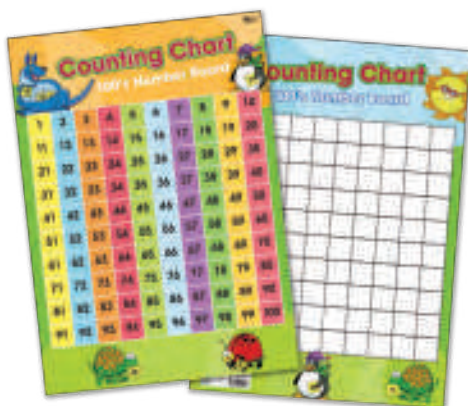 Counting Chart
100's Number Board
1 2 3 4 5 6 7 8 9 10
11 12 13 14 15 16 17 18 19 20
21 22 23 24 25 26 27 28 29 30
31 32 33 34 35 36 37 38 39 40
41 42 43 44 45 46 47 48 49 50
51 52 53 54 55 56 57 58 59 60
61 62 63 64 65 66 67 68 69 70
71 72 73 74 75 76 77 78 79 80
81 82 83 84 85 86 87 88 89 90
91 92 93 94 95 96 97 98 99 100
ounting Chart
Number Board